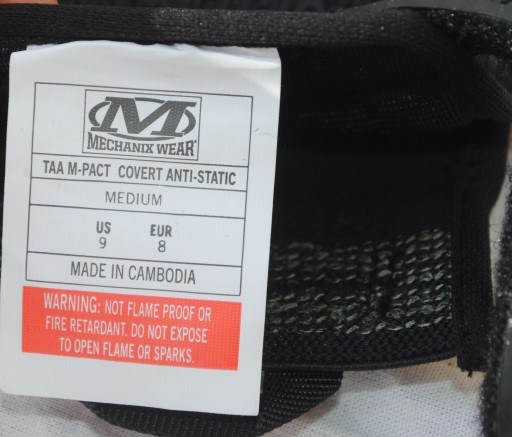 M
MECHANIX WEAR®
TAA M-PACT COVERT ANTI-STATIC
MEDIUM
US EUR
9 8
MADE IN CAMBODIA
WARNING: NOT FLAME PROOF OR
FIRE RETARDANT. DO NOT EXPOSE
TO OPEN FLAME OR SPARKS.